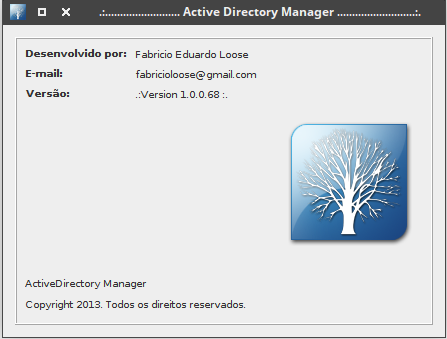 .:......................... Active Directory Manager ..........................:.
Desenvolvido por: Fabricio Eduardo Loose
E-mail: fabricioloose@gmail.com
Versão: .:Version 1.0.0.68 :.
ActiveDirectory Manager
Copyright 2013. Todos os direitos reservados.